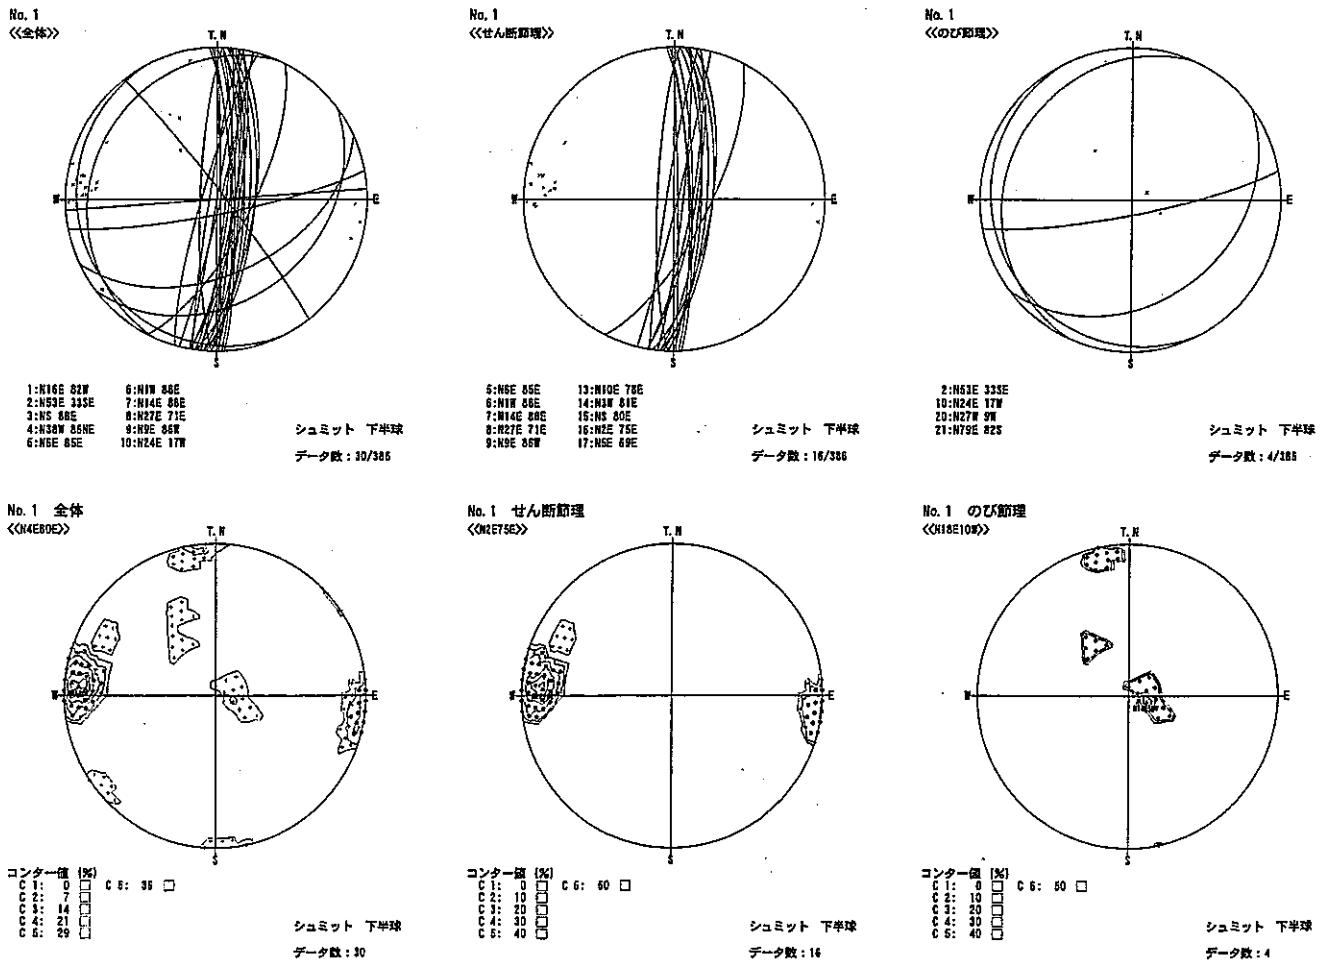 No. 1
<<全体>>
T. N
W
E
S
1:N16E 82W 6:N1W 86E
2:N53E 33SE 7:N14E 86E
3:NS 86E 8:N27E 71E
4:N38W 85NE 9:N9E 86W
5:N6E 85E 10:N24E 17W
シュミット 下半球
データ数：30/385
No. 1
<<せん断節理>>
T. N
W
E
S
5:N6E 85E 13:N10E 78E
6:N1W 86E 14:N3W 81E
7:N14E 86E 15:NS 80E
8:N27E 71E 16:N2E 75E
9:N9E 86W 17:N5E 69E
シュミット 下半球
データ数：16/386
No. 1
<<のび節理>>
T. N
W
E
S
2:N53E 33SE
10:N24E 17W
20:N27W 9W
21:N79E 82S
シュミット 下半球
データ数：4/385
No. 1 全体
<<N4E80E>>
T. N
W
E
S
コンター値 (%)
C 1: 0 C 6: 36
C 2: 7
C 3: 14
C 4: 21
C 5: 29
シュミット 下半球
データ数：30
No. 1 せん断節理
<<N2E75E>>
W
E
S
コンター値 (%)
C 1: 0 C 6: 60
C 2: 10
C 3: 20
C 4: 30
C 5: 40
シュミット 下半球
データ数：16
No. 1 のび節理
<<N18E10W>>
T. N
W
E
S
コンター値 (%)
C 1: 0 C 6: 50
C 2: 10
C 3: 20
C 4: 30
C 5: 40
シュミット 下半球
データ数：4